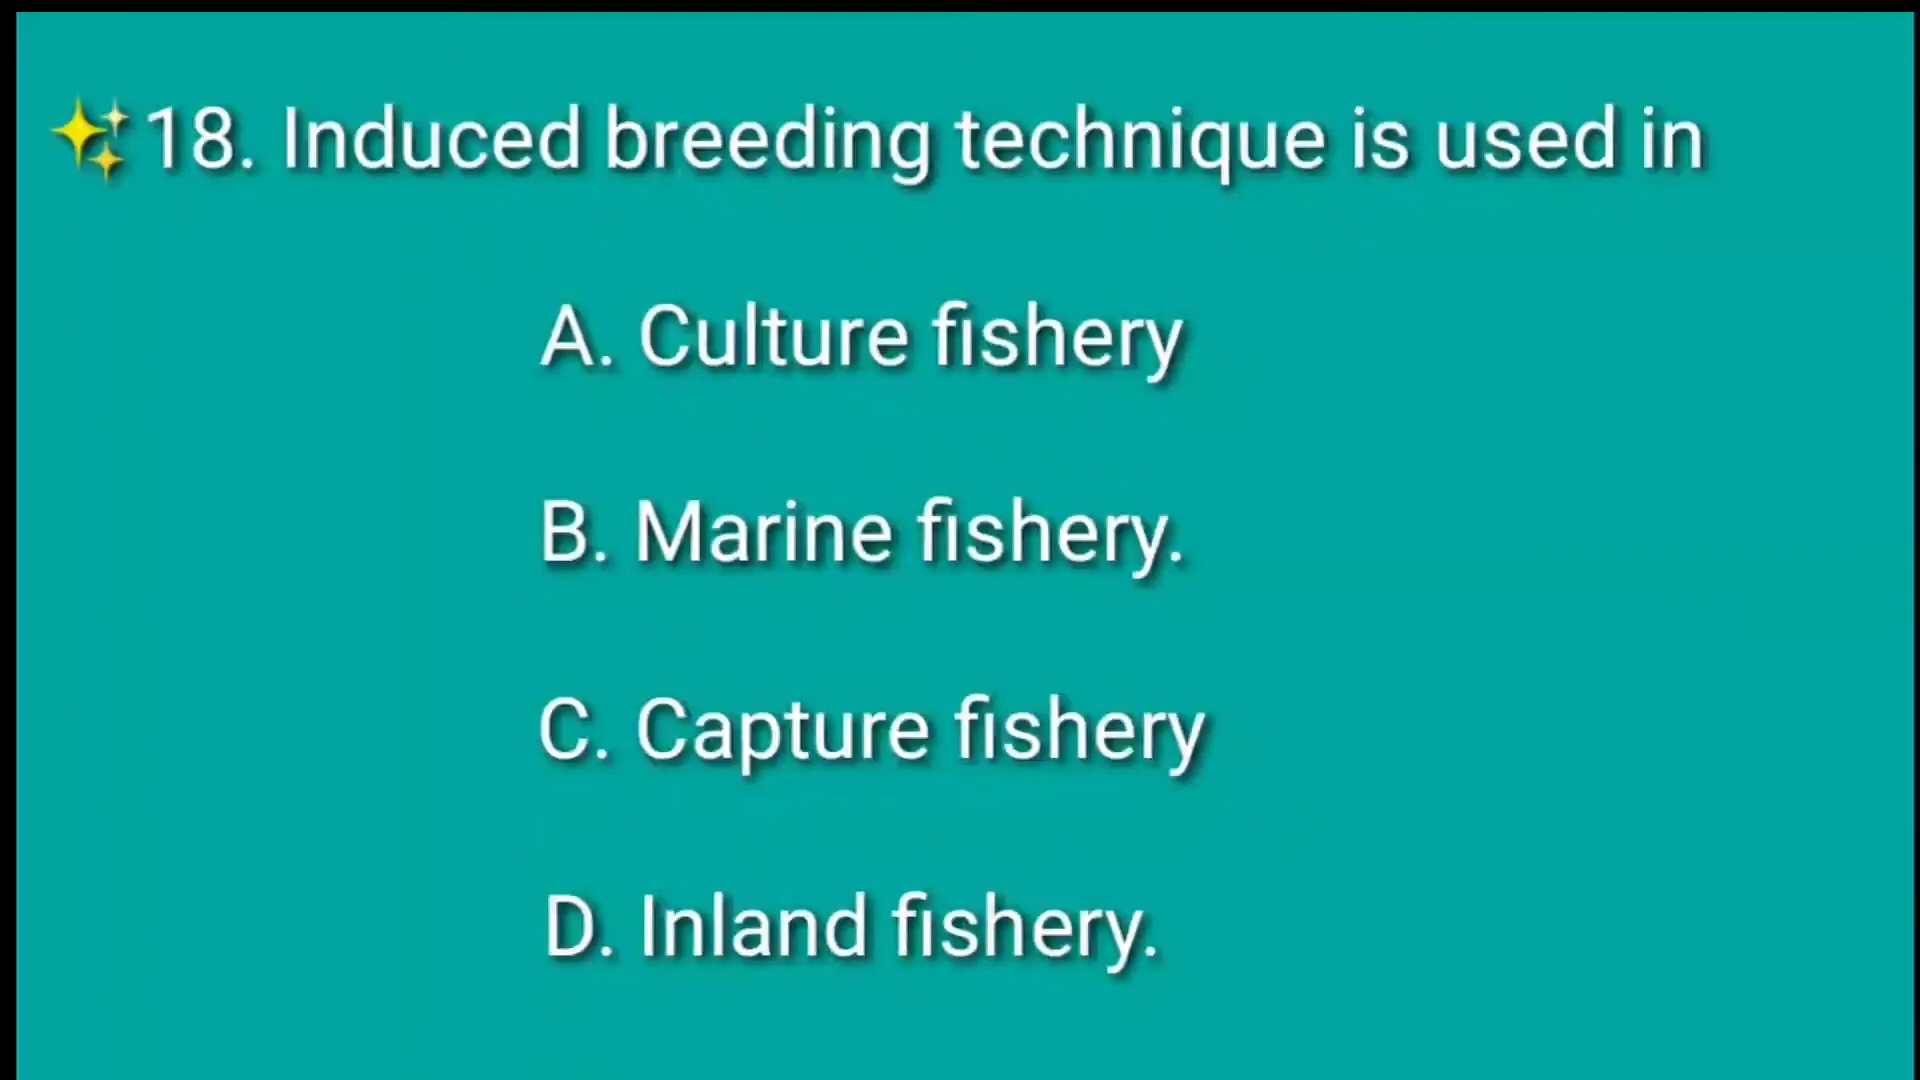 ✨18. Induced breeding technique is used in
A. Culture fishery
B. Marine fishery.
C. Capture fishery
D. Inland fishery.